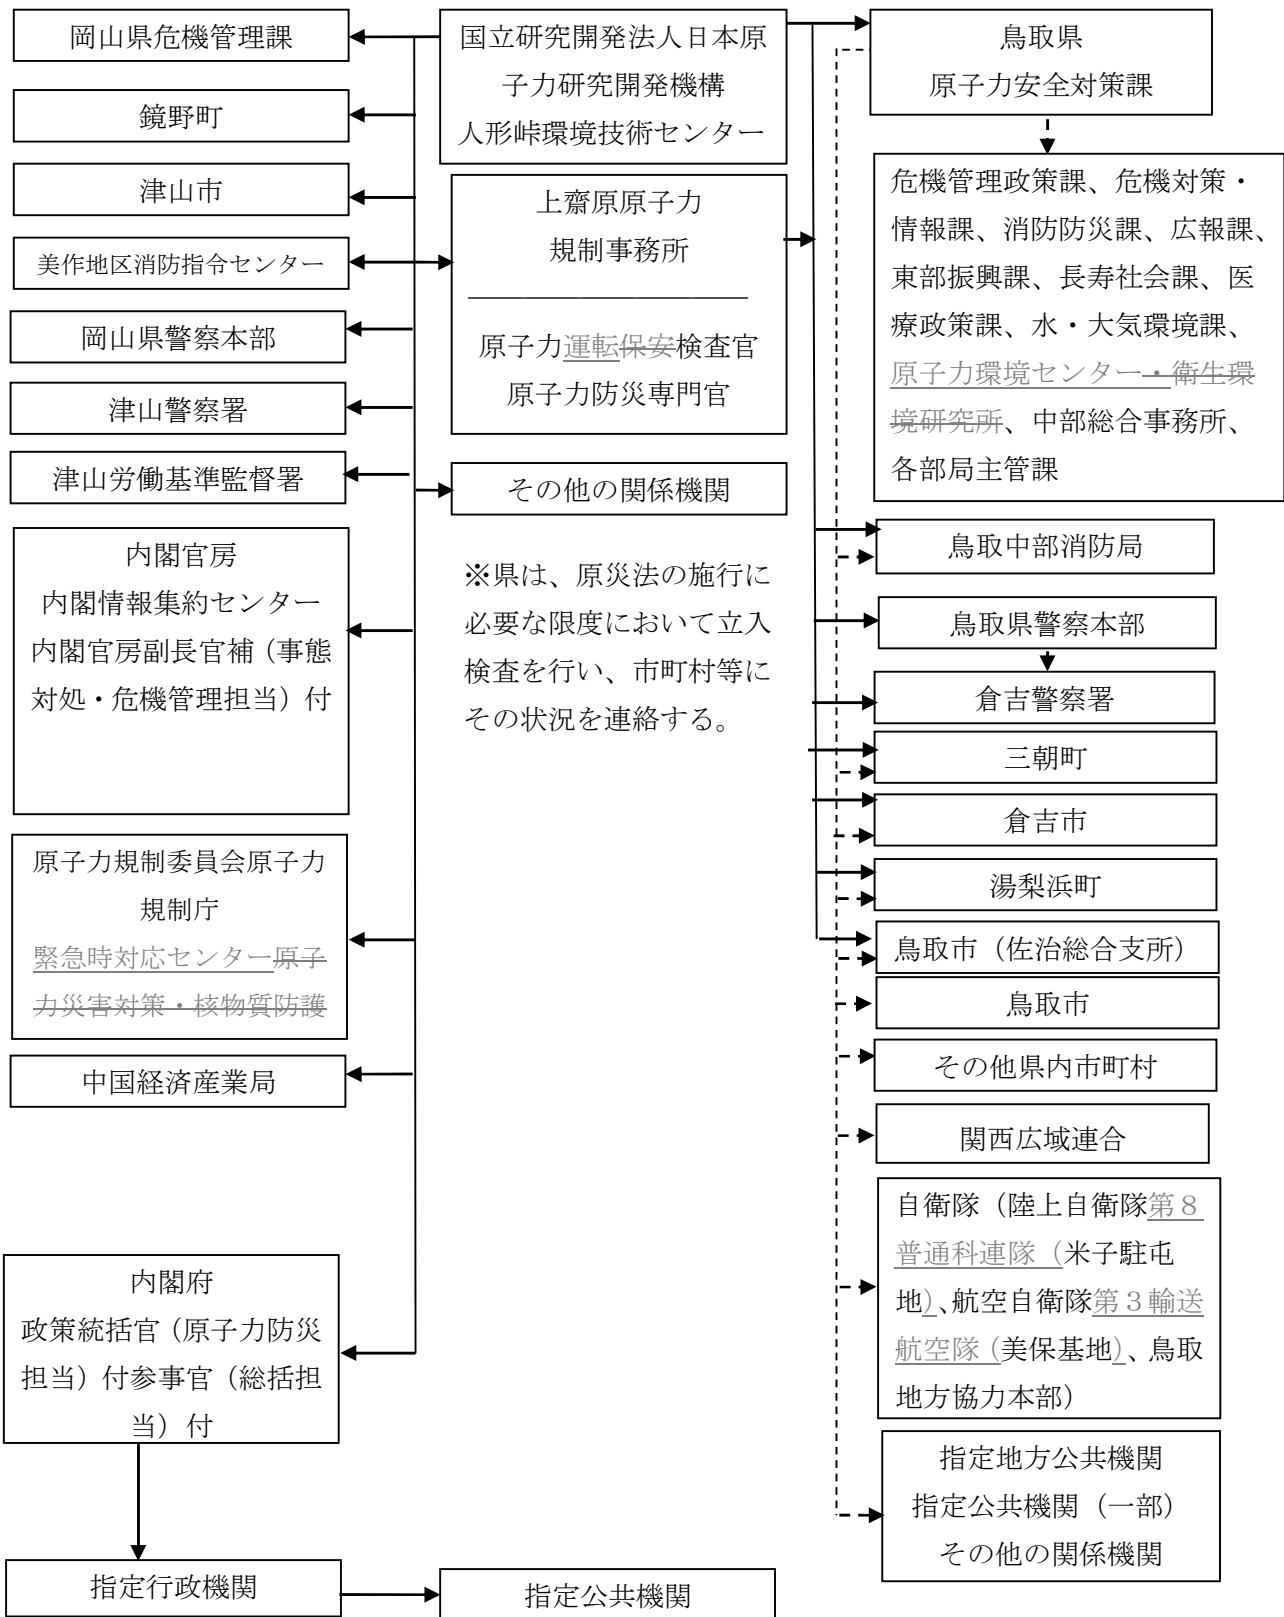 岡山県危機管理課
鏡野町
津山市
美作地区消防指令センター
岡山県警察本部
津山警察署
津山労働基準監督署
内閣官房
内閣情報集約センター
内閣官房副長官補（事態
対処・危機管理担当）付
原子力規制委員会原子力
規制庁
緊急時対応センター原子
力災害対策・核物質防護
中国経済産業局
内閣府
政策統括官（原子力防災
担当）付参事官（総括担
当）付
指定行政機関
国立研究開発法人日本原
子力研究開発機構
人形峠環境技術センター
上齋原原子力
規制事務所
原子力運転保安検査官
原子力防災専門官
その他の関係機関
※県は、原災法の施行に
必要な限度において立入
検査を行い、市町村等に
その状況を連絡する。
指定公共機関
鳥取県
原子力安全対策課
危機管理政策課、危機対策・
情報課、消防防災課、広報課、
東部振興課、長寿社会課、医
療政策課、水・大気環境課、
原子力環境センター・衛生環
境研究所、中部総合事務所、
各部局主管課
鳥取中部消防局
鳥取県警察本部
倉吉警察署
三朝町
倉吉市
湯梨浜町
鳥取市（佐治総合支所）
鳥取市
その他県内市町村
関西広域連合
自衛隊（陸上自衛隊第８
普通科連隊（米子駐屯
地）、航空自衛隊第３輸送
航空隊（美保基地）、鳥取
地方協力本部）
指定地方公共機関
指定公共機関（一部）
その他の関係機関